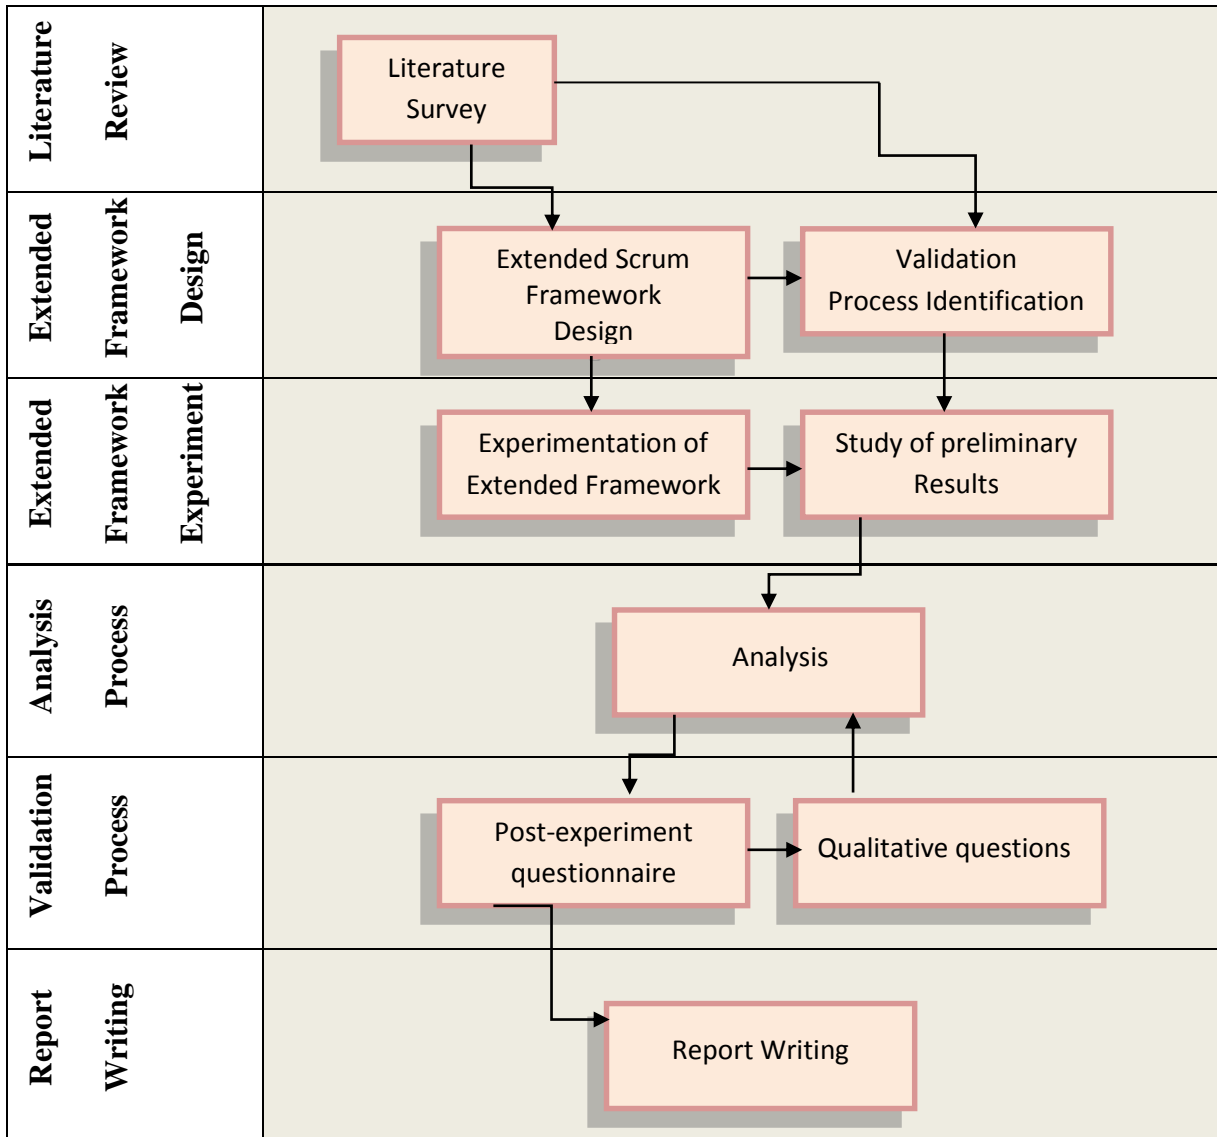 Literature
Review
Literature
Survey
Extended
Framework
Design
Extended Scrum
Framework
Design
Validation
Process Identification
Extended
Framework
Experiment
Experimentation of
Extended Framework
Study of preliminary
Results
Analysis
Process
Analysis
Validation
Process
Post-experiment
questionnaire
Qualitative questions
Report
Writing
Report Writing